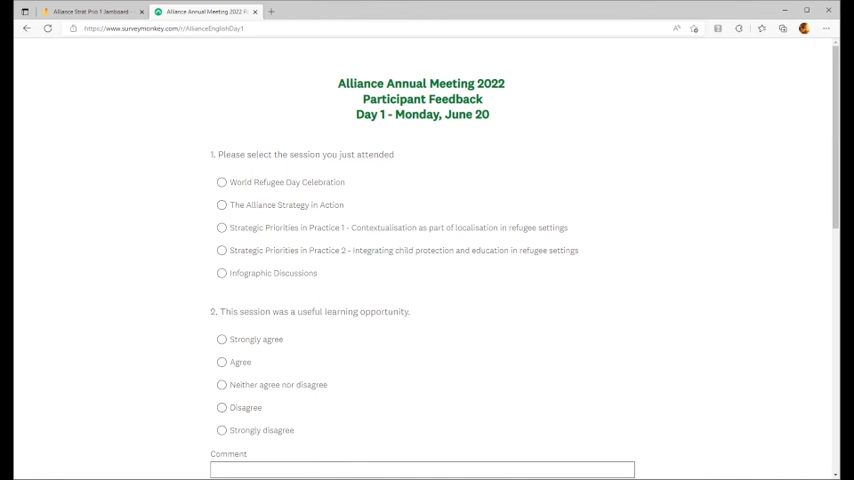 Alliance Strat Prio 1 Jamboard -
Alliance Annual Meeting 2022 P
https://www.surveymonkey.com/r/AllianceEnglishDay1
Alliance Annual Meeting 2022
Participant Feedback
Day 1 - Monday, June 20
1. Please select the session you just attended
World Refugee Day Celebration
The Alliance Strategy in Action
Strategic Priorities in Practice 1 - Contextualisation as part of localisation in refugee settings
Strategic Priorities in Practice 2 - Integrating child protection and education in refugee settings
Infographic Discussions
2. This session was a useful learning opportunity.
Strongly agree
Agree
Neither agree nor disagree
Disagree
Strongly disagree
Comment